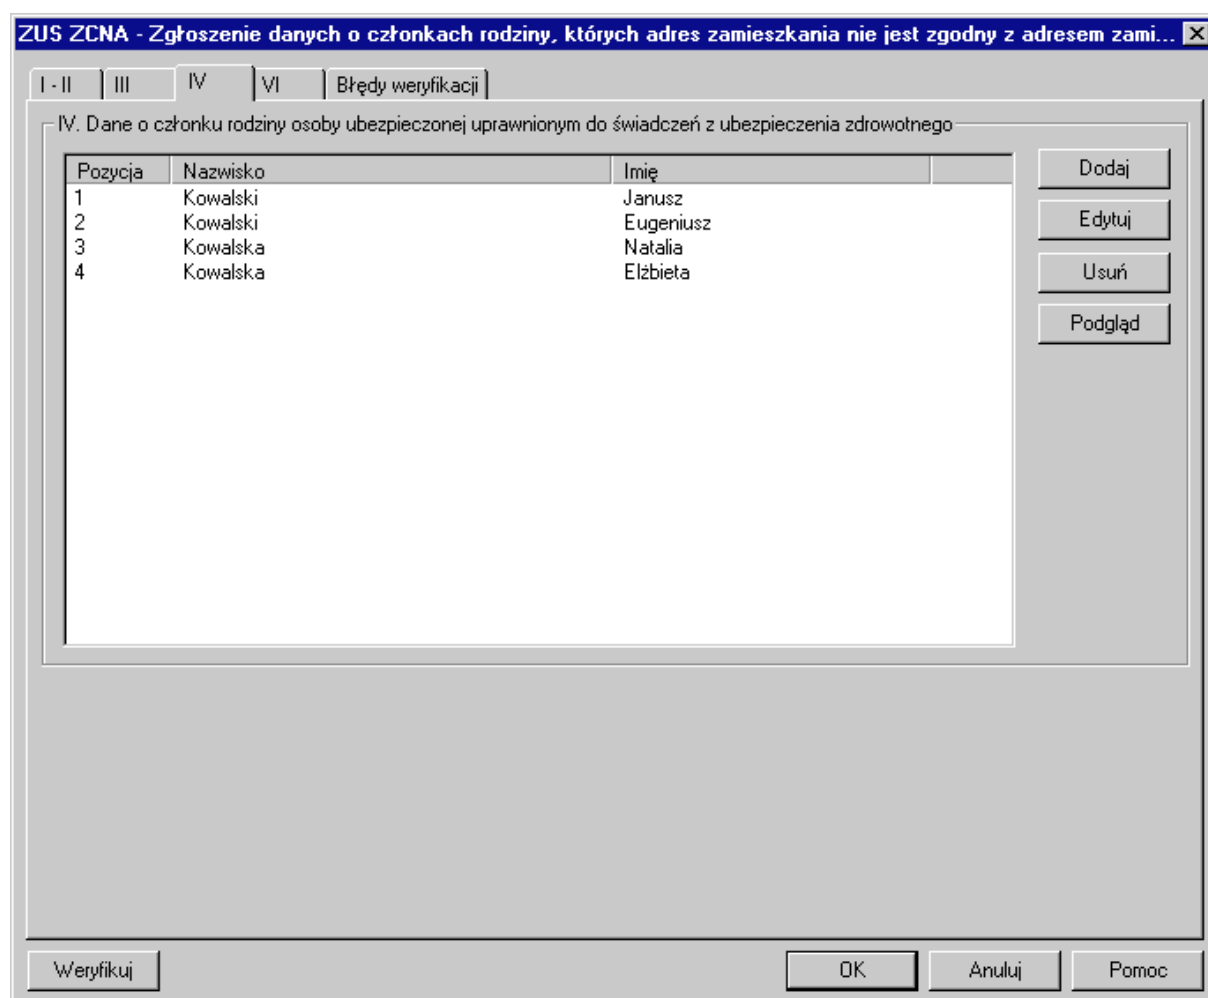 ZUS ZCNA - Zgłoszenie danych o członkach rodziny, których adres zamieszkania nie jest zgodny z adresem zami...
I - II III IV VI Błędy weryfikacji
IV. Dane o członku rodziny osoby ubezpieczonej uprawnionym do świadczeń z ubezpieczenia zdrowotnego
Pozycja Nazwisko Imię
1 Kowalski Janusz
2 Kowalski Eugeniusz
3 Kowalska Natalia
4 Kowalska Elżbieta
Dodaj
Edytuj
Usuń
Podgląd
Weryfikuj OK Anuluj Pomoc